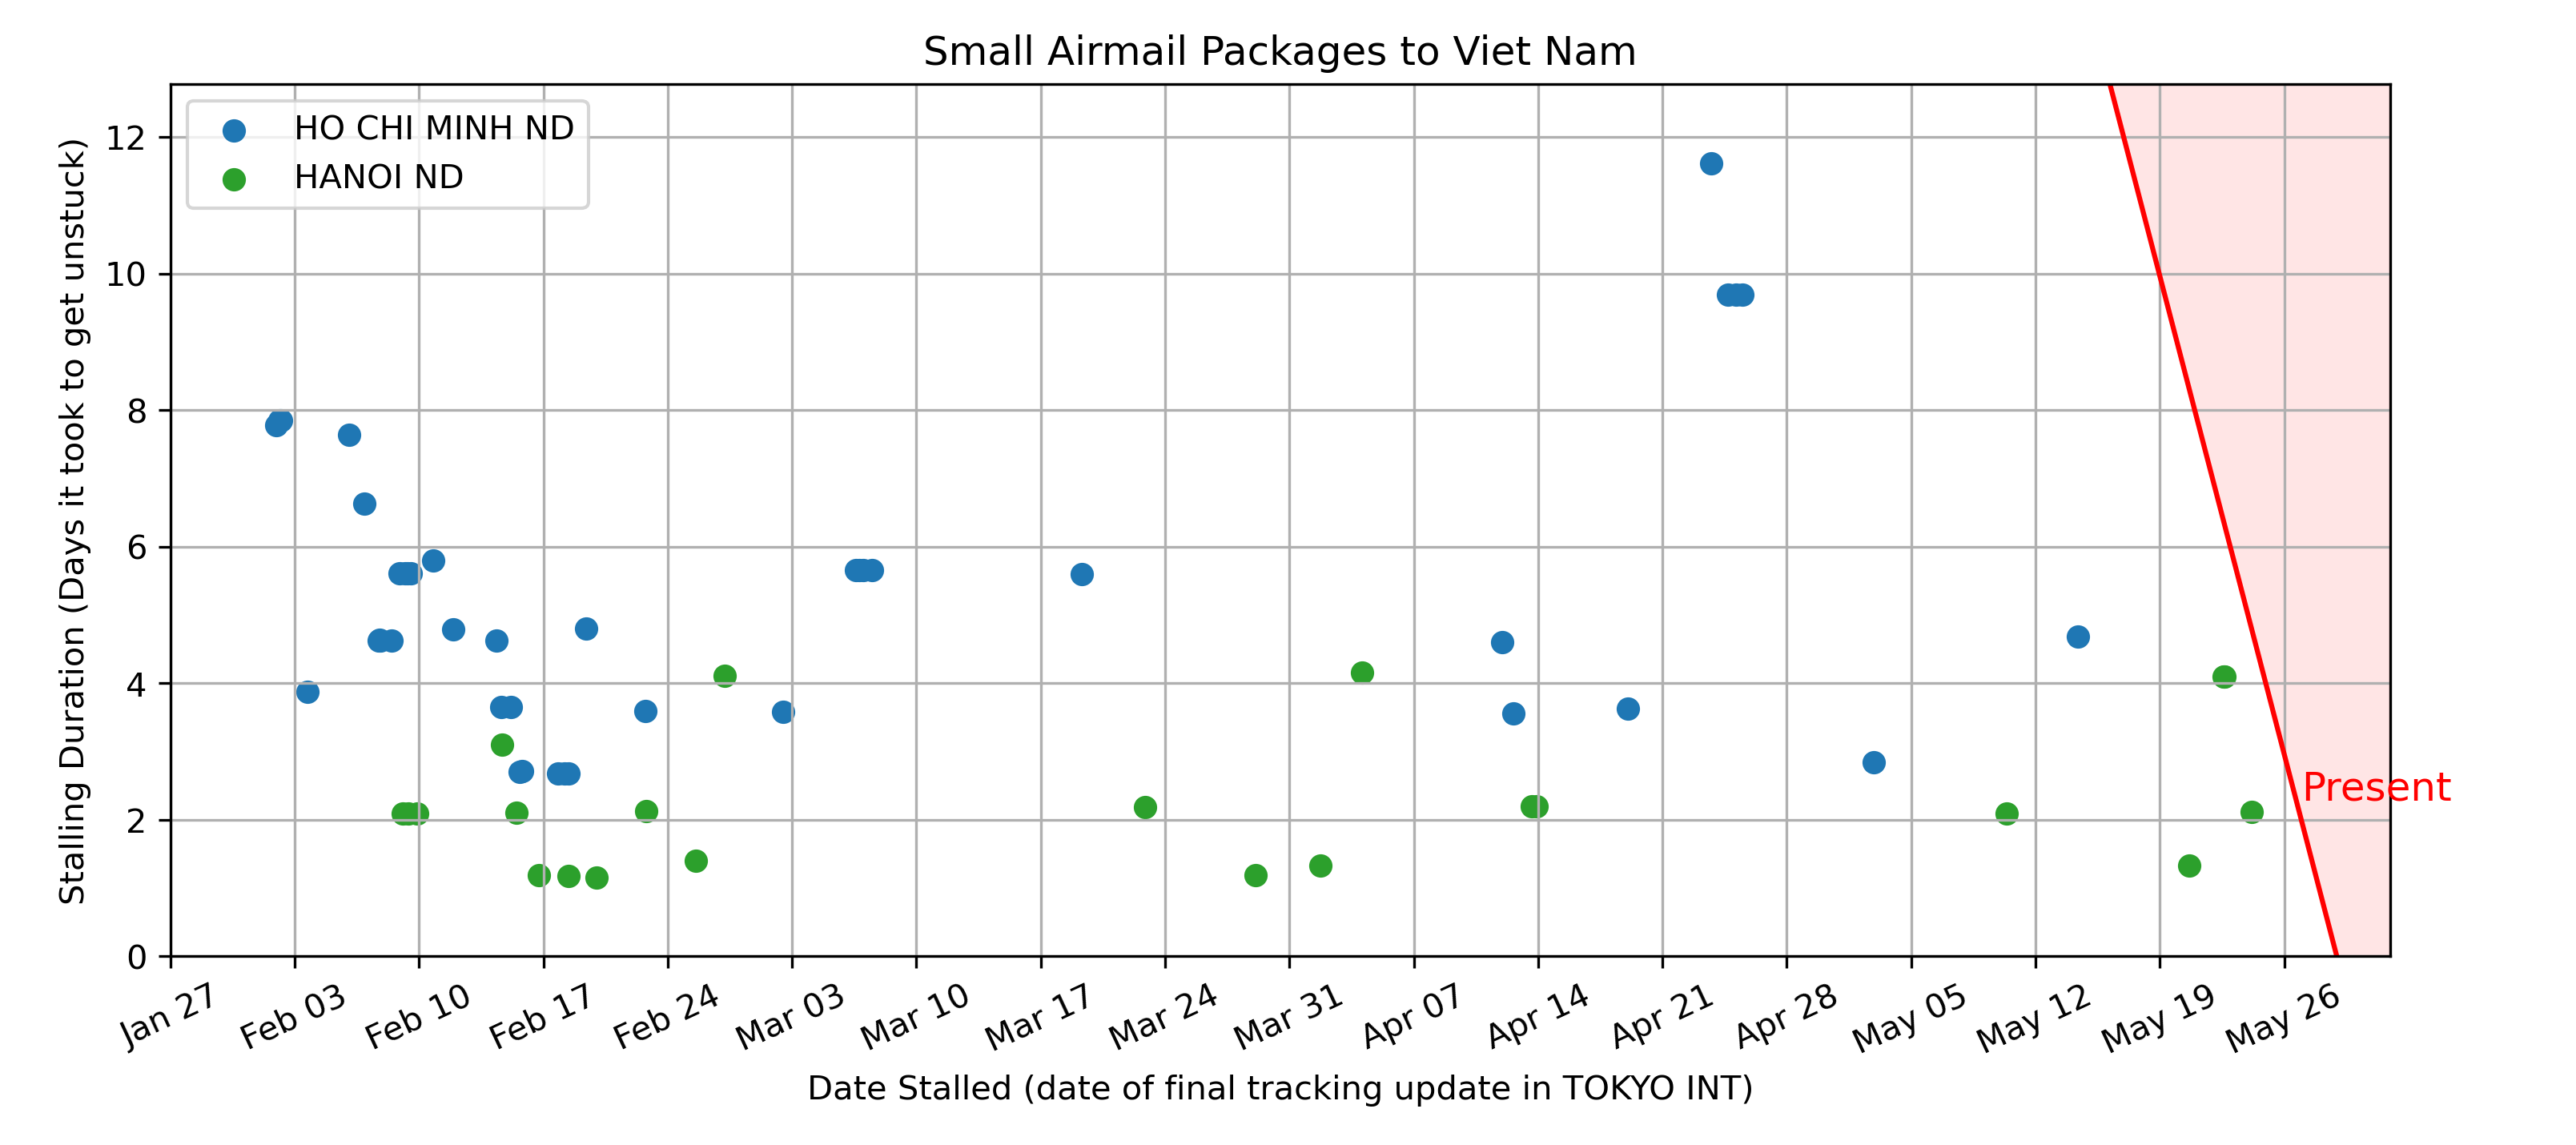 Small Airmail Packages to Viet Nam
HO CHI MINH ND
HANOI ND
Stalling Duration (Days it took to get unstuck)
12
10
8
6
4
2
0
Present
Jan 27
Feb 03
Feb 10
Feb 17
Feb 24
Mar 03
Mar 10
Mar 17
Mar 24
Mar 31
Apr 07
Apr 14
Apr 21
Apr 28
May 05
May 12
May 19
May 26
Date Stalled (date of final tracking update in TOKYO INT)